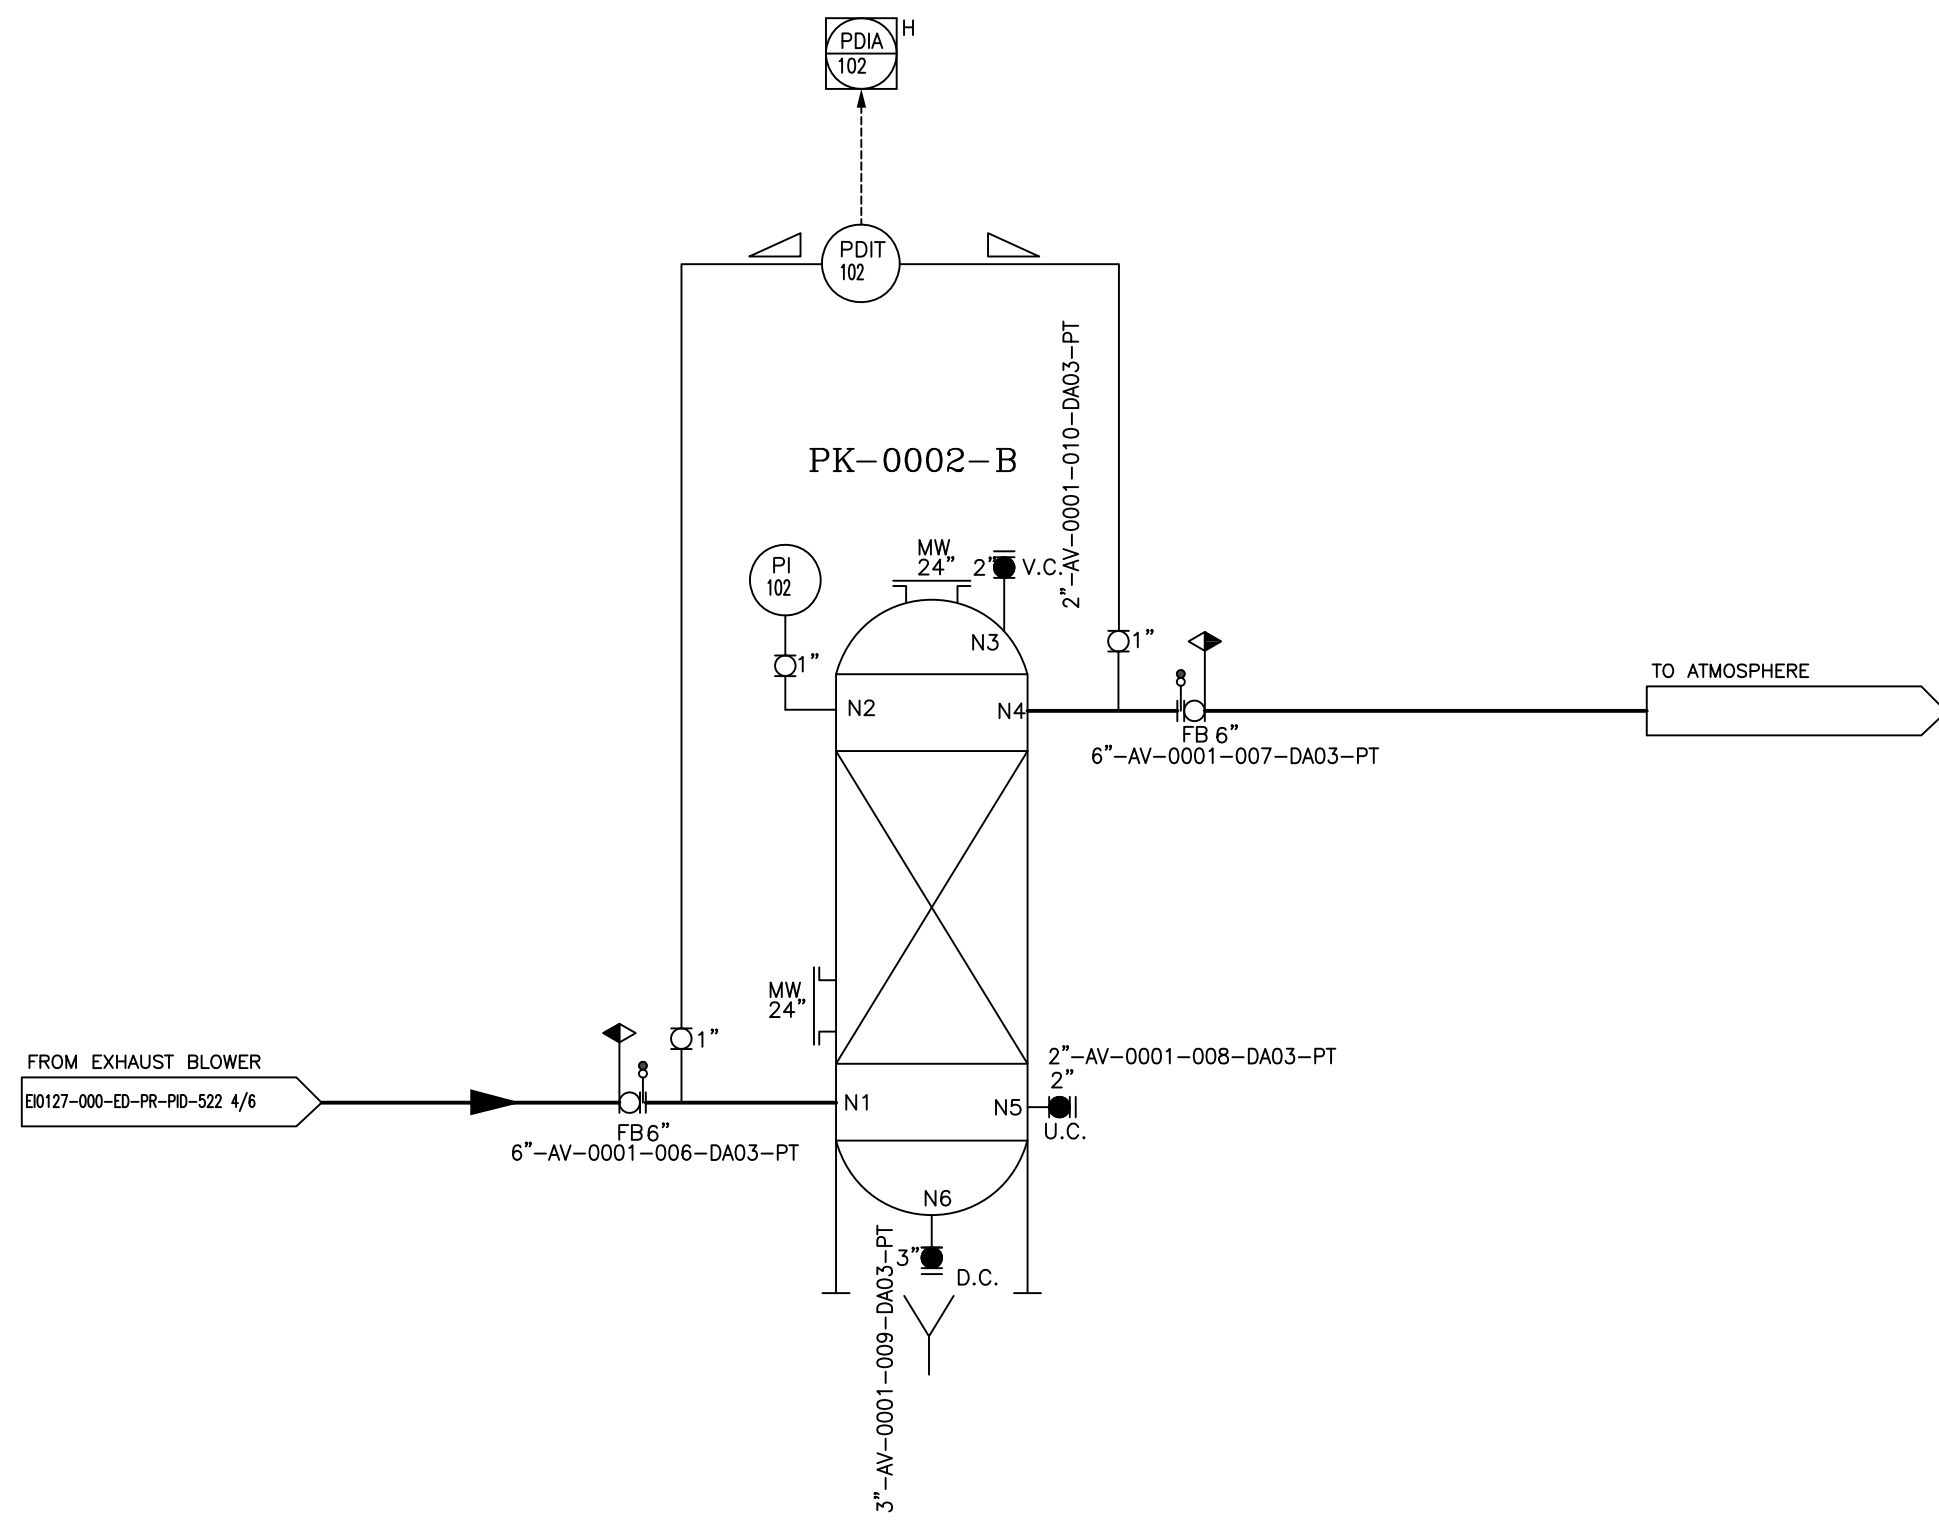 H
PDIA
102
PDIT
102
2"-AV-0001-010-DA03-PT
PK-0002-B
MW
24"
2"
V.C.
PI
102
N3
1"
1"
TO ATMOSPHERE
N2
N4
FB 6"
6"-AV-0001-007-DA03-PT
MW
24"
1"
FROM EXHAUST BLOWER
EI0127-000-ED-PR-PID-522 4/6
FB 6"
6"-AV-0001-006-DA03-PT
N1
2"-AV-0001-008-DA03-PT
2"
N5
U.C.
N6
3"
D.C.
3"-AV-0001-009-DA03-PT